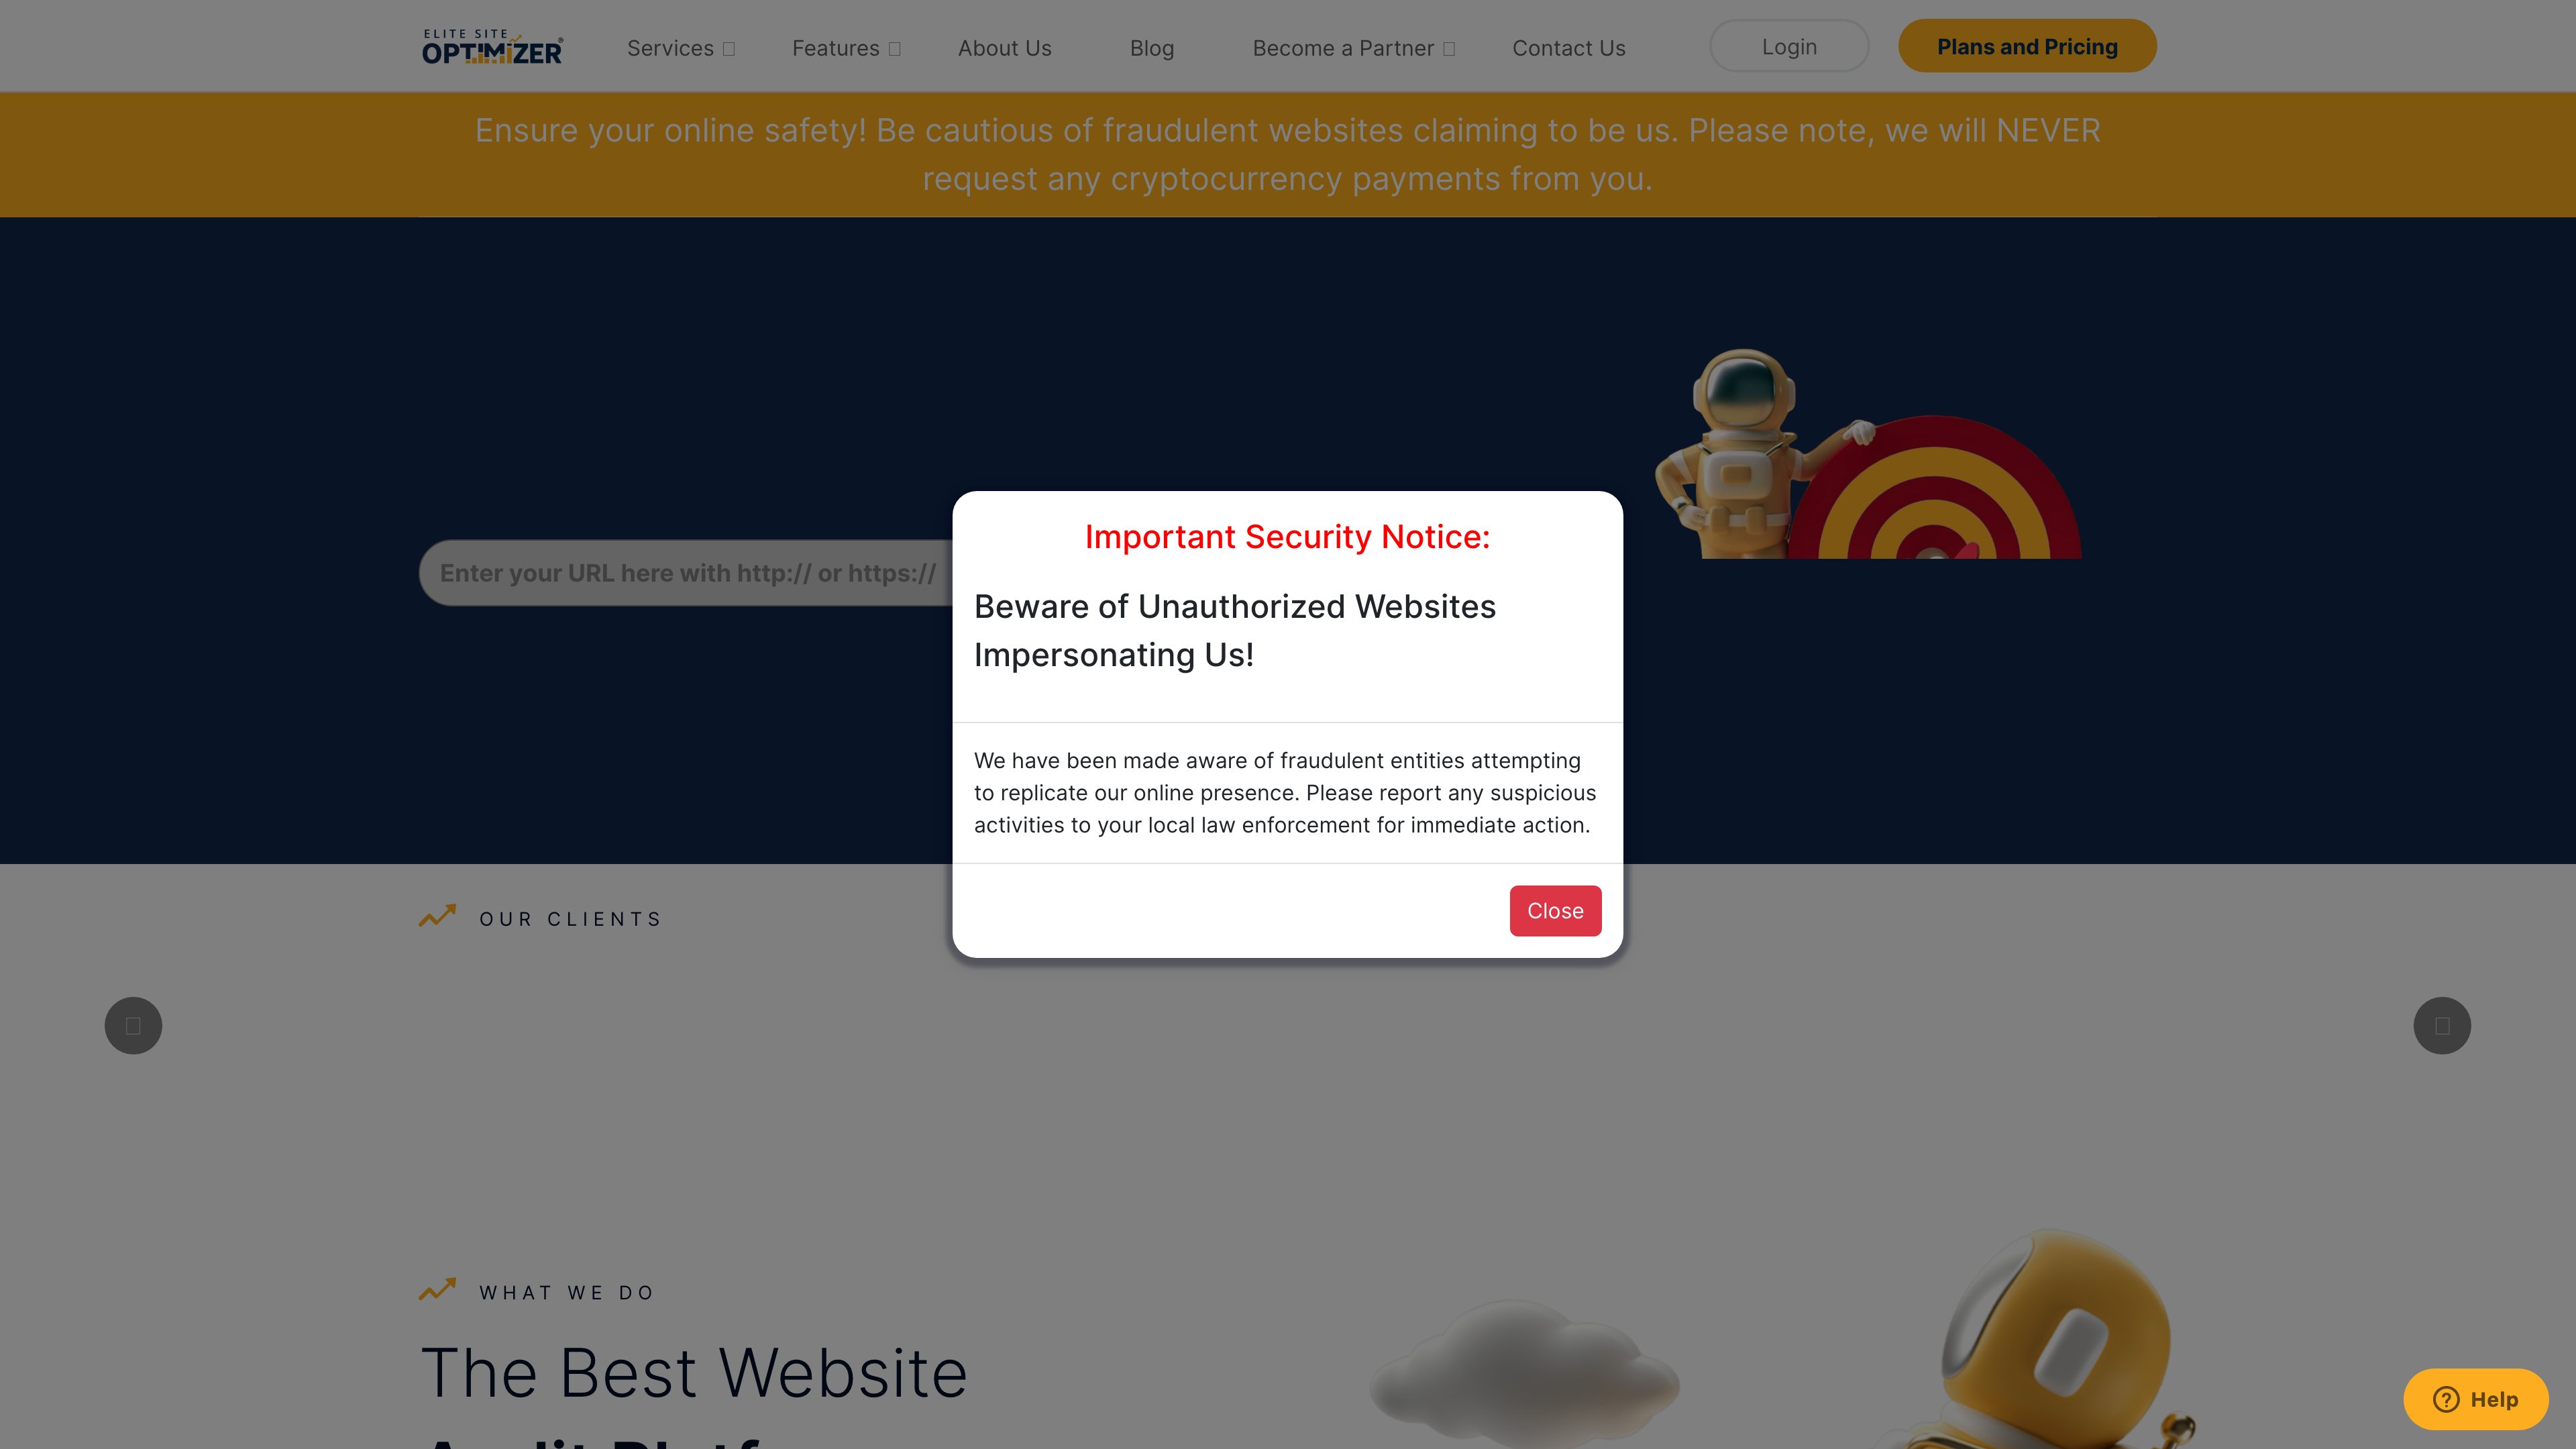 ELITE SITE
OPTIMIZER®
Services
Features
About Us
Blog
Become a Partner
Contact Us
Login
Plans and Pricing
Ensure your online safety! Be cautious of fraudulent websites claiming to be us. Please note, we will NEVER
request any cryptocurrency payments from you.
Enter your URL here with http:// or https://
Important Security Notice:
Beware of Unauthorized Websites
Impersonating Us!
We have been made aware of fraudulent entities attempting
to replicate our online presence. Please report any suspicious
activities to your local law enforcement for immediate action.
Close
OUR CLIENTS
WHAT WE DO
The Best Website
Help